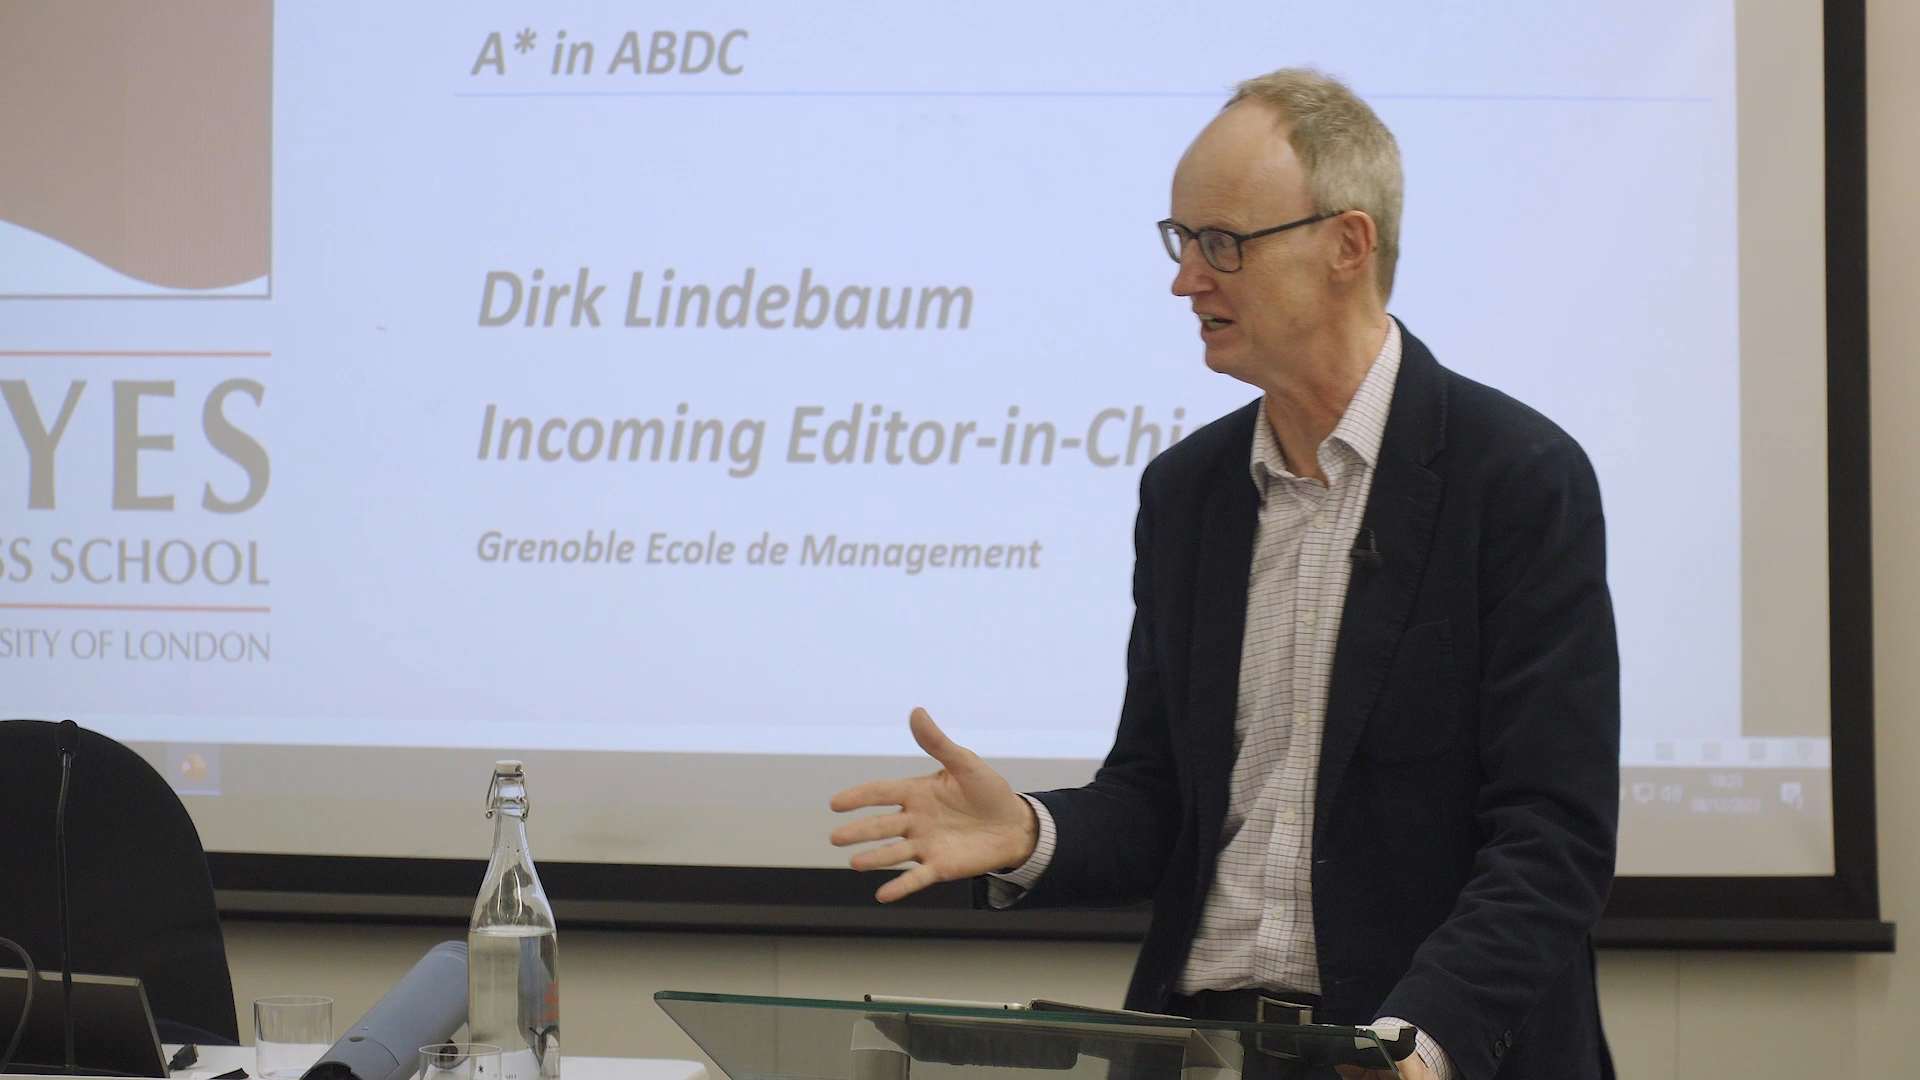 A* in ABDC
Dirk Lindebaum
Incoming Editor-in-Chi
Grenoble Ecole de Management
YES
SS SCHOOL
SITY OF LONDON